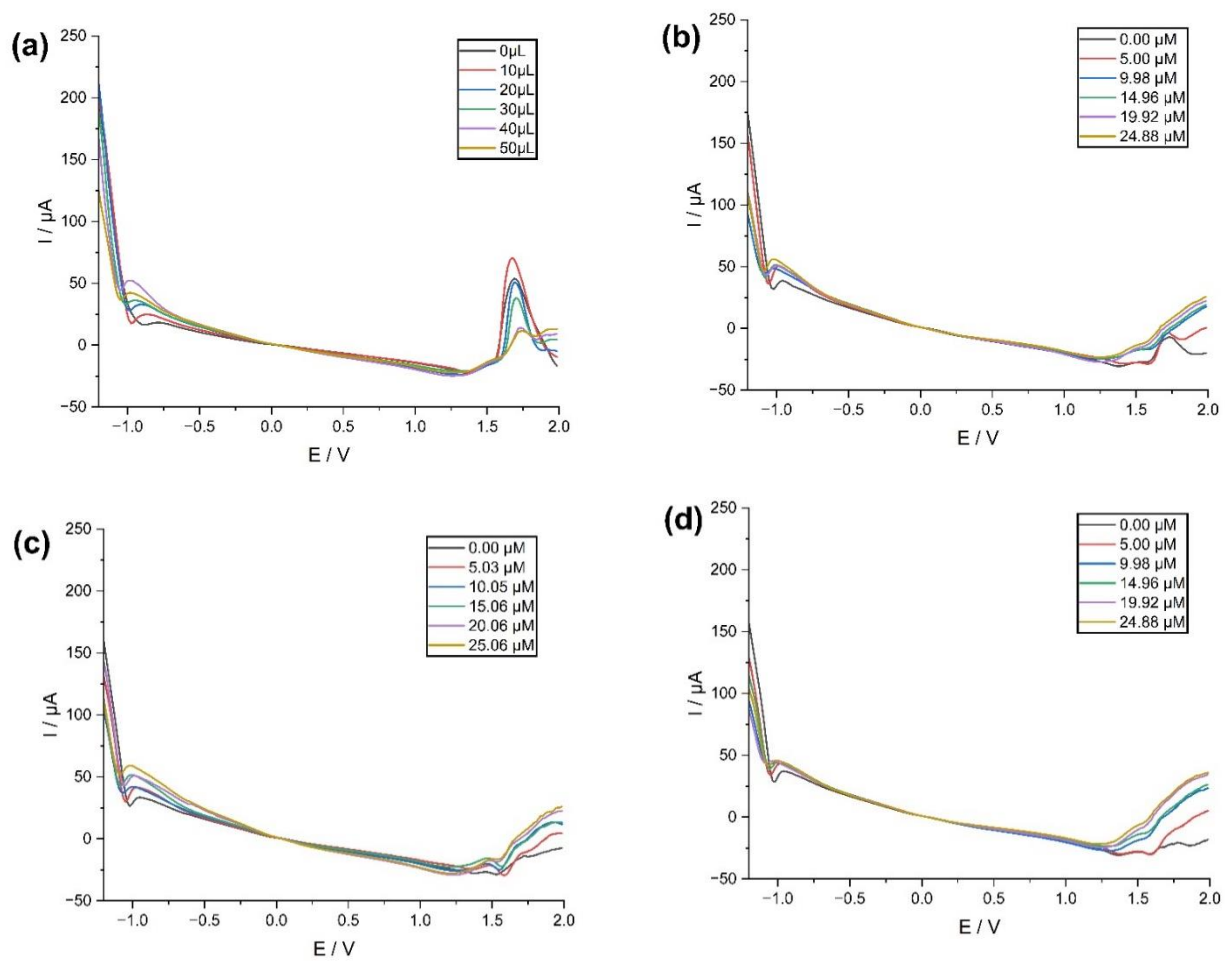 (a)
250
200
150
100
50
0
−50
I / µA
0µL
10µL
20µL
30µL
40µL
50µL
−1.0 −0.5 0.0 0.5 1.0 1.5 2.0
E / V
(b)
250
200
150
100
50
0
−50
I / µA
0.00 µM
5.00 µM
9.98 µM
14.96 µM
19.92 µM
24.88 µM
−1.0 −0.5 0.0 0.5 1.0 1.5 2.0
E / V
(c)
250
200
150
100
50
0
−50
I / µA
0.00 µM
5.03 µM
10.05 µM
15.06 µM
20.06 µM
25.06 µM
−1.0 −0.5 0.0 0.5 1.0 1.5 2.0
E / V
(d)
250
200
150
100
50
0
−50
I / µA
0.00 µM
5.00 µM
9.98 µM
14.96 µM
19.92 µM
24.88 µM
−1.0 −0.5 0.0 0.5 1.0 1.5 2.0
E / V